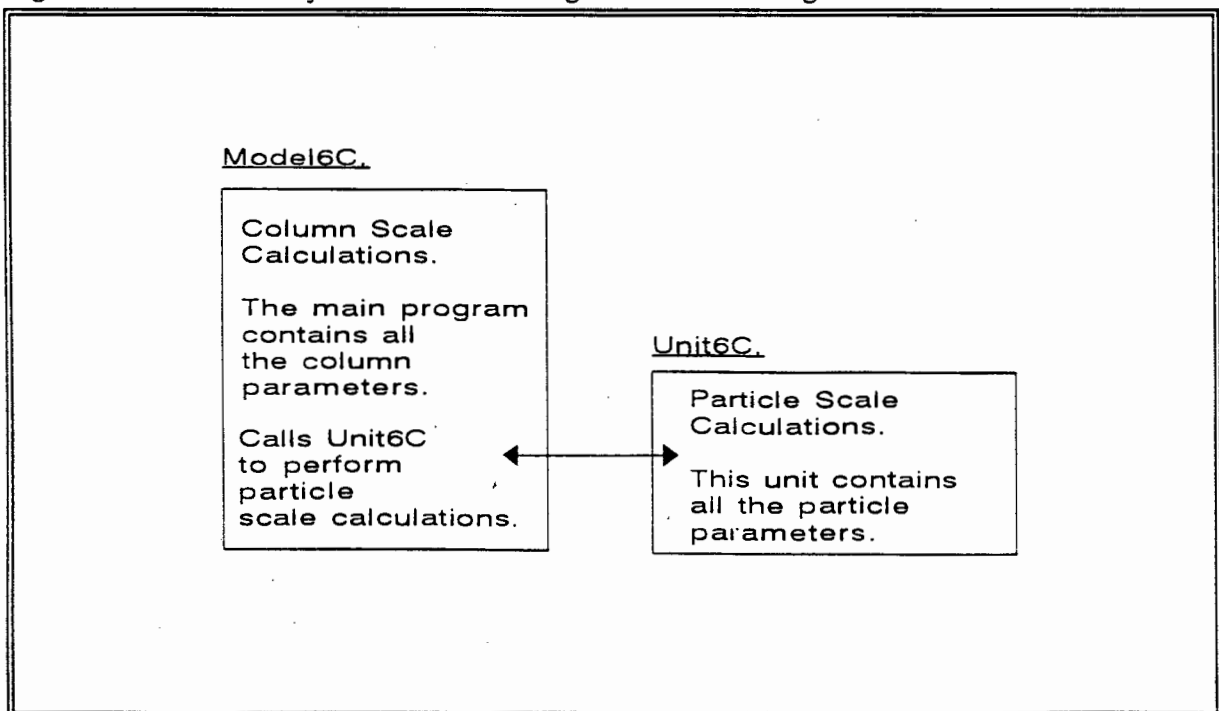 Model6C.
Column Scale
Calculations.
The main program
contains all
the column
parameters.
Calls Unit6C
to perform
particle
scale calculations.
Unit6C.
Particle Scale
Calculations.
This unit contains
all the particle
parameters.